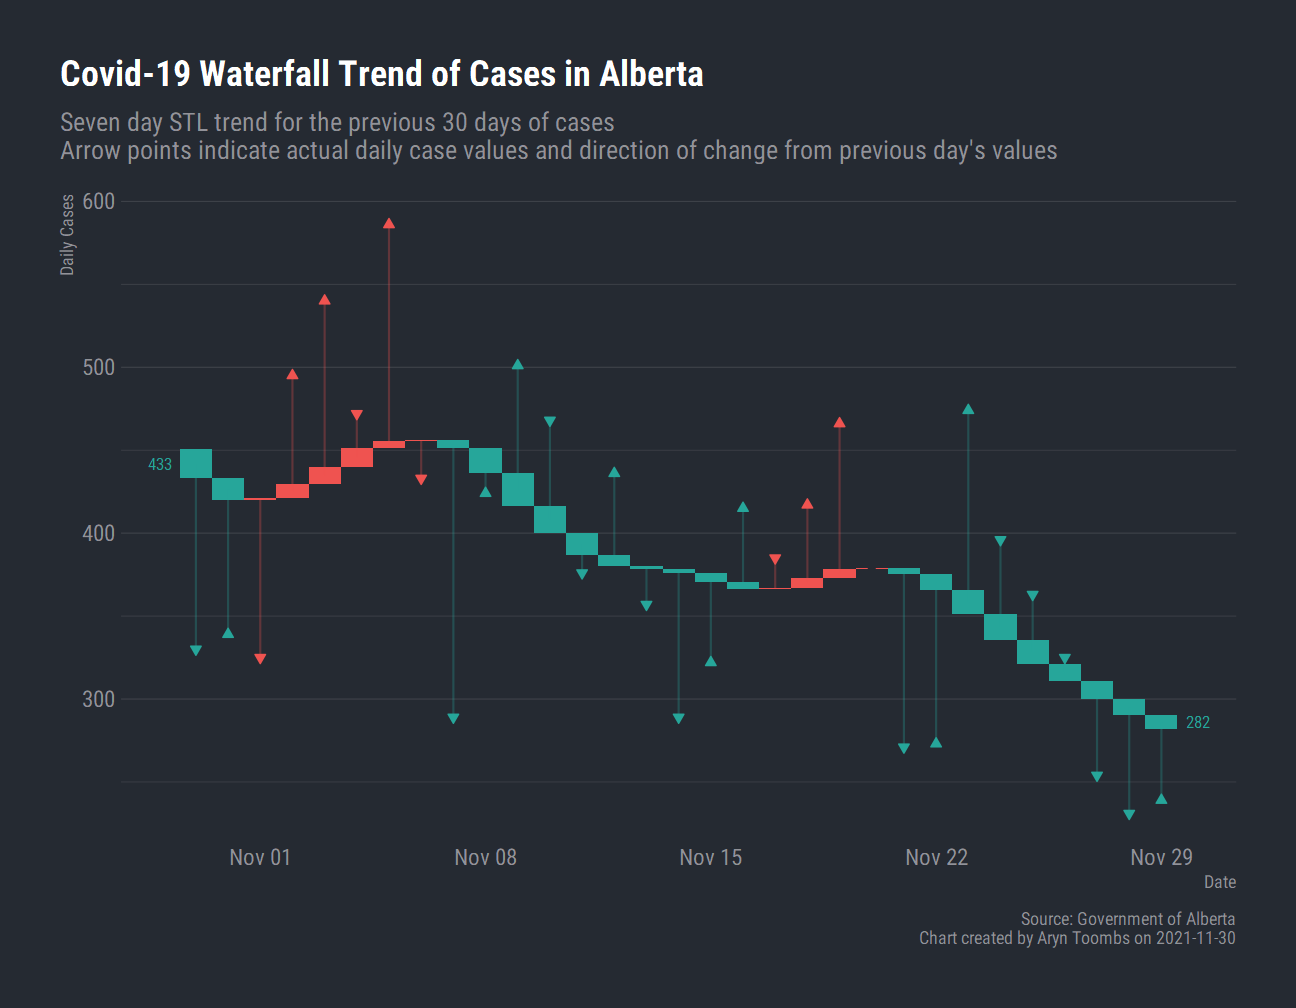 Covid-19 Waterfall Trend of Cases in Alberta
Seven day STL trend for the previous 30 days of cases
Arrow points indicate actual daily case values and direction of change from previous day's values
Daily Cases
600
500
400
300
433
282
Nov 01
Nov 08
Nov 15
Nov 22
Nov 29
Date
Source: Government of Alberta
Chart created by Aryn Toombs on 2021-11-30